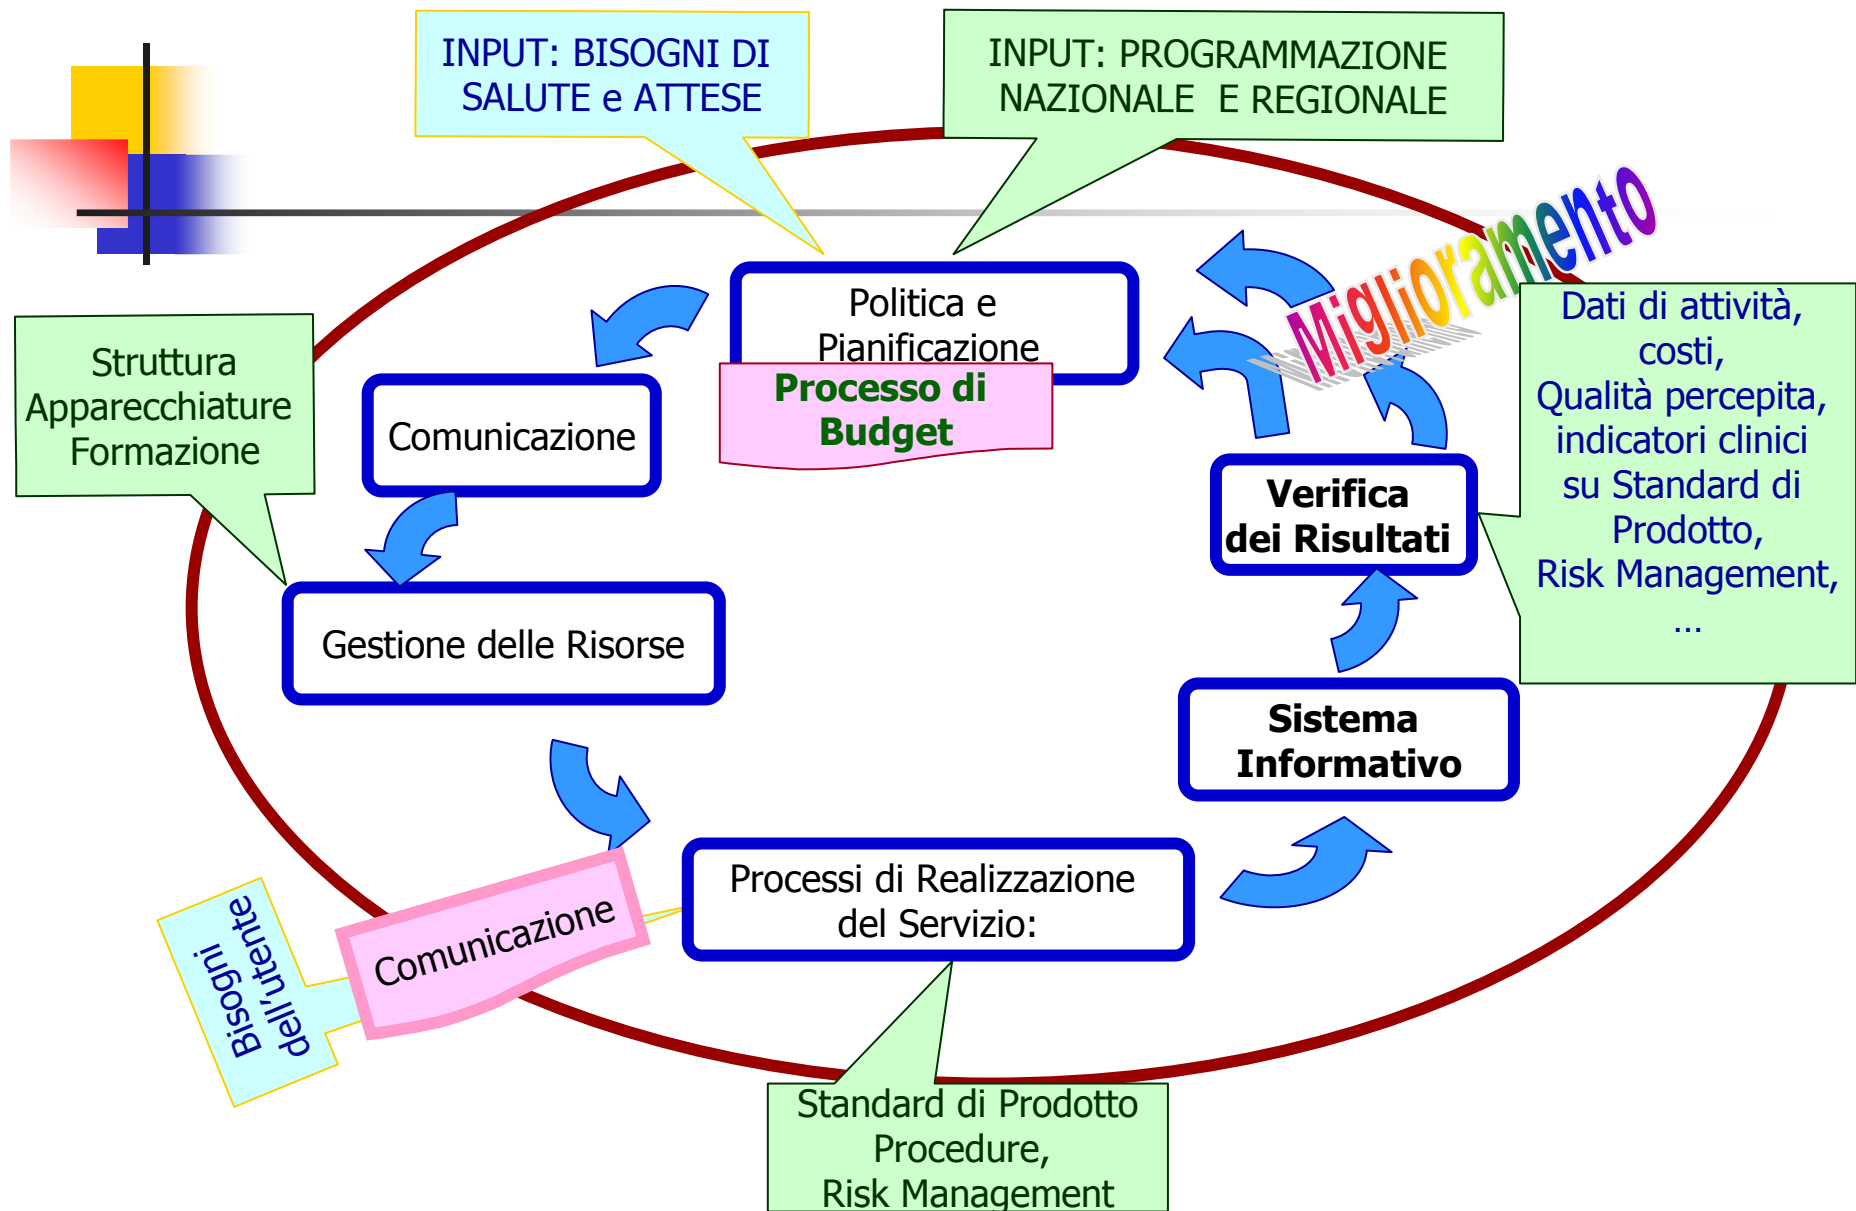 INPUT: BISOGNI DI
SALUTE e ATTESE
INPUT: PROGRAMMAZIONE
NAZIONALE E REGIONALE
Miglioramento
Politica e
Pianificazione
Processo di
Budget
Struttura
Apparecchiature
Formazione
Comunicazione
Dati di attività,
costi,
Qualità percepita,
indicatori clinici
su Standard di
Prodotto,
Risk Management,
...
Verifica
dei Risultati
Gestione delle Risorse
Sistema
Informativo
Processi di Realizzazione
del Servizio:
Comunicazione
Bisogni
dell'utente
Standard di Prodotto
Procedure,
Risk Management